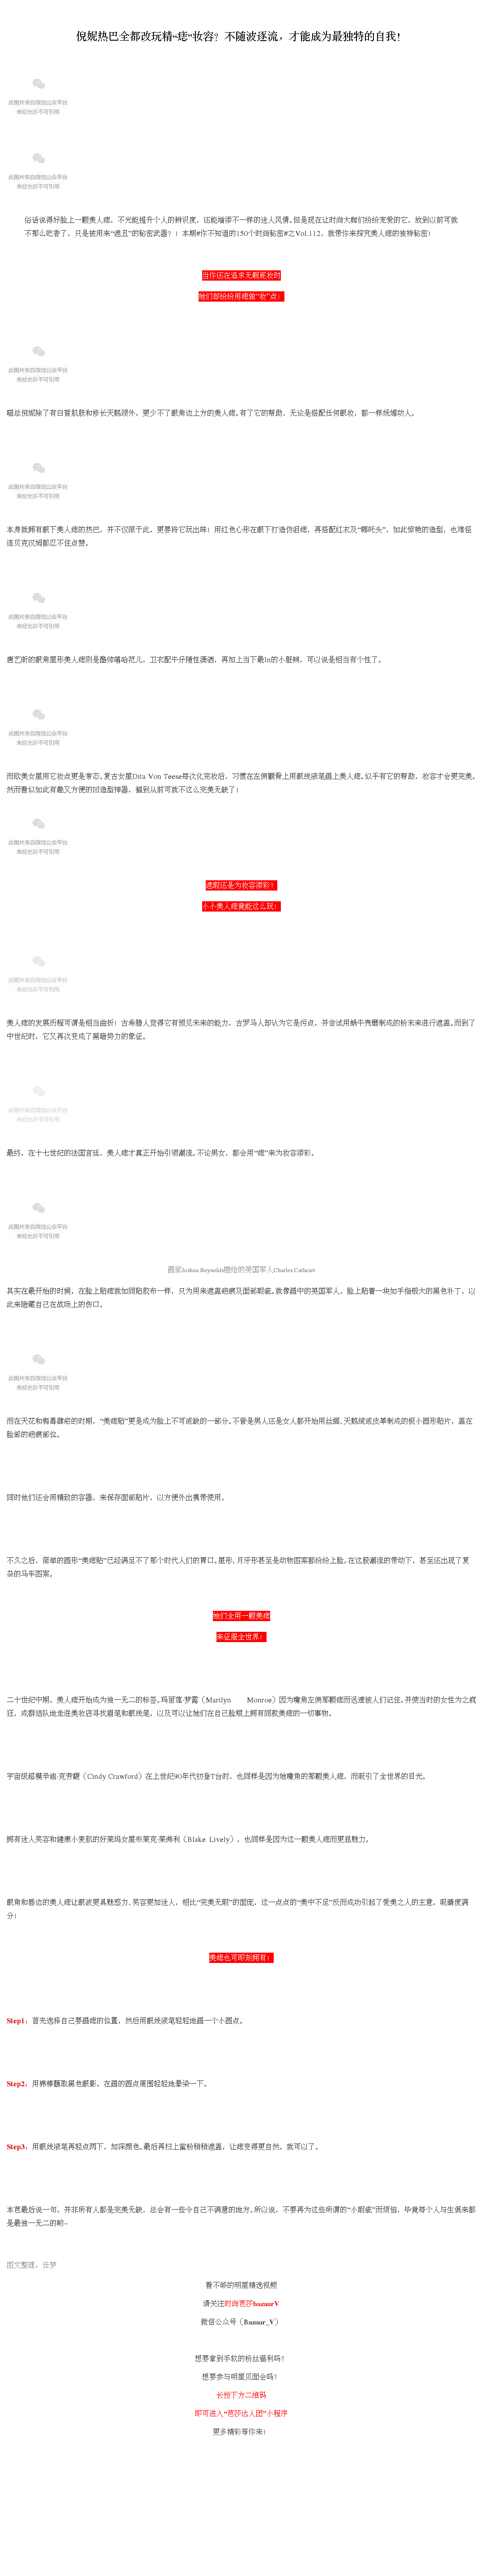 倪妮热巴全都改玩精“痣”妆容？不随波逐流，才能成为最独特的自我！
此图片来自微信公众平台
未经允许不可引用
此图片来自微信公众平台
未经允许不可引用
俗话说得好脸上一颗美人痣，不光能提升个人的辨识度，还能增添不一样的迷人风情。但是现在让时尚大咖们纷纷宠爱的它，放到以前可就
不那么吃香了，只是被用来“遮丑”的秘密武器？！本期#你不知道的150个时尚秘密#之Vol.112，就带你来探究美人痣的独特秘密！
当你还在追求无瑕底妆时
她们却纷纷用痣做“妆”点！
此图片来自微信公众平台
未经允许不可引用
喵总倪妮除了有白皙肌肤和修长天鹅颈外，更少不了眼角边上方的美人痣。有了它的帮助，无论是搭配任何眼妆，都一样妩媚动人。
此图片来自微信公众平台
未经允许不可引用
本身就拥有眼下美人痣的热巴，并不仅限于此，更要将它玩出味！用红色心形在眼下打造伪泪痣，再搭配红衣及“哪吒头”，如此惊艳的造型，也难怪
连贝克汉姆都忍不住点赞。
此图片来自微信公众平台
未经允许不可引用
唐艺昕的眼角星形美人痣则是酷帅嘻哈范儿，卫衣配牛仔随性潇洒，再加上当下最In的小脏辫，可以说是相当有个性了。
此图片来自微信公众平台
未经允许不可引用
而欧美女星用它妆点更是常态。复古女星Dita Von Teese每次化完妆后，习惯在左侧颧骨上用眼线液笔画上美人痣。似乎有它的帮助，妆容才会更完美。
然而看似如此有趣又方便的凹造型神器，搁到从前可就不这么完美无缺了！
此图片来自微信公众平台
未经允许不可引用
遮瑕还是为妆容添彩？
小小美人痣竟能这么玩！
此图片来自微信公众平台
未经允许不可引用
美人痣的发展历程可谓是相当曲折！古希腊人觉得它有预见未来的能力，古罗马人却认为它是污点，并尝试用蜗牛壳磨制成的粉末来进行遮盖。而到了
中世纪时，它又再次变成了黑暗势力的象征。
此图片来自微信公众平台
未经允许不可引用
最终，在十七世纪的法国宫廷，美人痣才真正开始引领潮流。不论男女，都会用“痣”来为妆容添彩。
此图片来自微信公众平台
未经允许不可引用
画家Joshua Reynolds描绘的英国军人Charles Cathcart
其实在最开始的时候，在脸上贴痣就如同贴胶布一样，只为用来遮盖疤痕及面部瑕疵。就像画中的英国军人，脸上贴着一块如手指般大的黑色补丁，以
此来隐藏自己在战场上的伤口。
此图片来自微信公众平台
未经允许不可引用
而在天花和梅毒肆虐的时期，“美痣贴”更是成为脸上不可或缺的一部分。不管是男人还是女人都开始用丝绸、天鹅绒或皮革制成的极小圆形贴片，盖在
脸部的疤痕部位。
同时他们还会用精致的容器，来保存面部贴片，以方便外出携带使用。
不久之后，简单的圆形“美痣贴”已经满足不了那个时代人们的胃口。星形、月牙形甚至是动物图案都纷纷上脸。在这股潮流的带动下，甚至还出现了复
杂的马车图案。
她们全用一颗美痣
来征服全世界！
二十世纪中期，美人痣开始成为独一无二的标签。玛丽莲·梦露（Marilyn Monroe）因为嘴角左侧那颗痣而迅速被人们记住。并使当时的女性为之疯
狂，成群结队地走进美妆店寻找眉笔和眼线笔，以及可以让她们在自己脸颊上拥有同款美痣的一切事物。
宇宙级超模辛迪·克劳馥（Cindy Crawford）在上世纪90年代初登T台时，也同样是因为她嘴角的那颗美人痣，而吸引了全世界的目光。
拥有迷人笑容和健康小麦肌的好莱坞女星布莱克·莱弗利（Blake Lively），也同样是因为这一颗美人痣而更显魅力。
眼角和唇边的美人痣让眼波更具魅惑力、笑容更加迷人，相比“完美无瑕”的面庞，这一点点的“美中不足”反而成功引起了爱美之人的主意，吸睛度满
分！
美痣也可即刻拥有！
Step1：首先选择自己要画痣的位置，然后用眼线液笔轻轻地画一个小圆点。
Step2：用棉棒蘸取黑色眼影，在画的圆点周围轻轻地晕染一下。
Step3：用眼线液笔再轻点两下，加深颜色。最后再扫上蜜粉稍稍遮盖，让痣变得更自然，就可以了。
本芭最后说一句，并非所有人都是完美无缺，总会有一些令自己不满意的地方。所以说，不要再为这些所谓的“小瑕疵”而烦恼，毕竟每个人与生俱来都
是最独一无二的哟~
图文整理：任梦
看不够的明星精选视频
请关注时尚芭莎bazaarV
微信公众号（Bazaar_V）
想要拿到手软的粉丝福利吗？
想要参与明星见面会吗？
长按下方二维码
即可进入“芭莎达人团”小程序
更多精彩等你来！